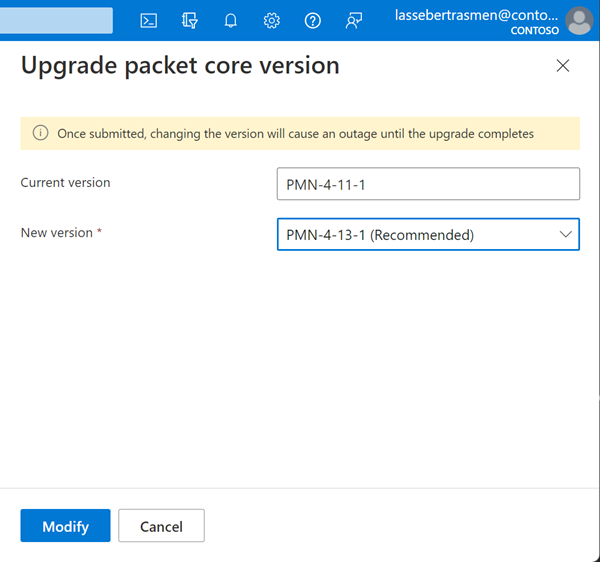 lassebertrasmen@conto...
CONTOSO
Upgrade packet core version
Once submitted, changing the version will cause an outage until the upgrade completes
Current version
PMN-4-11-1
New version *
PMN-4-13-1 (Recommended)
Modify
Cancel